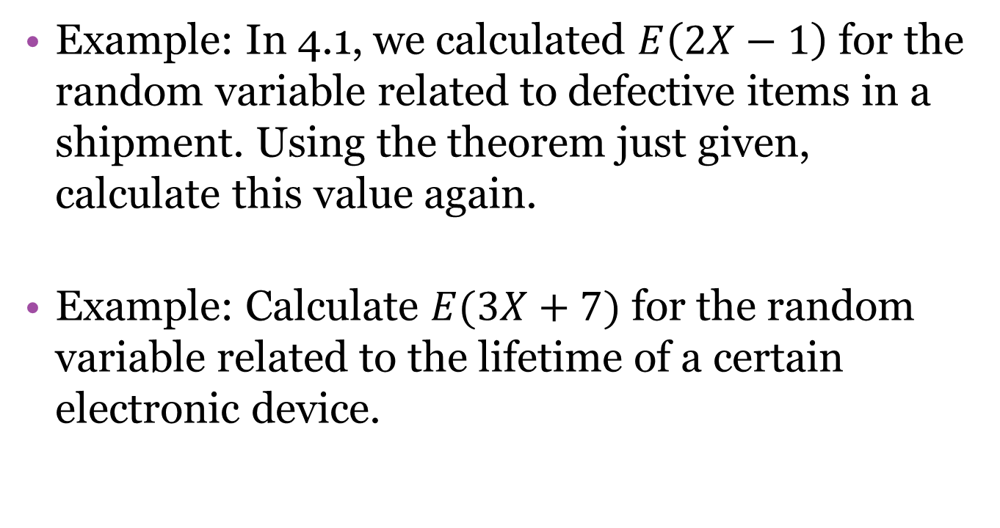 • Example: In 4.1, we calculated 𝐸(2𝑋 − 1) for the
random variable related to defective items in a
shipment. Using the theorem just given,
calculate this value again.
• Example: Calculate 𝐸(3𝑋 + 7) for the random
variable related to the lifetime of a certain
electronic device.